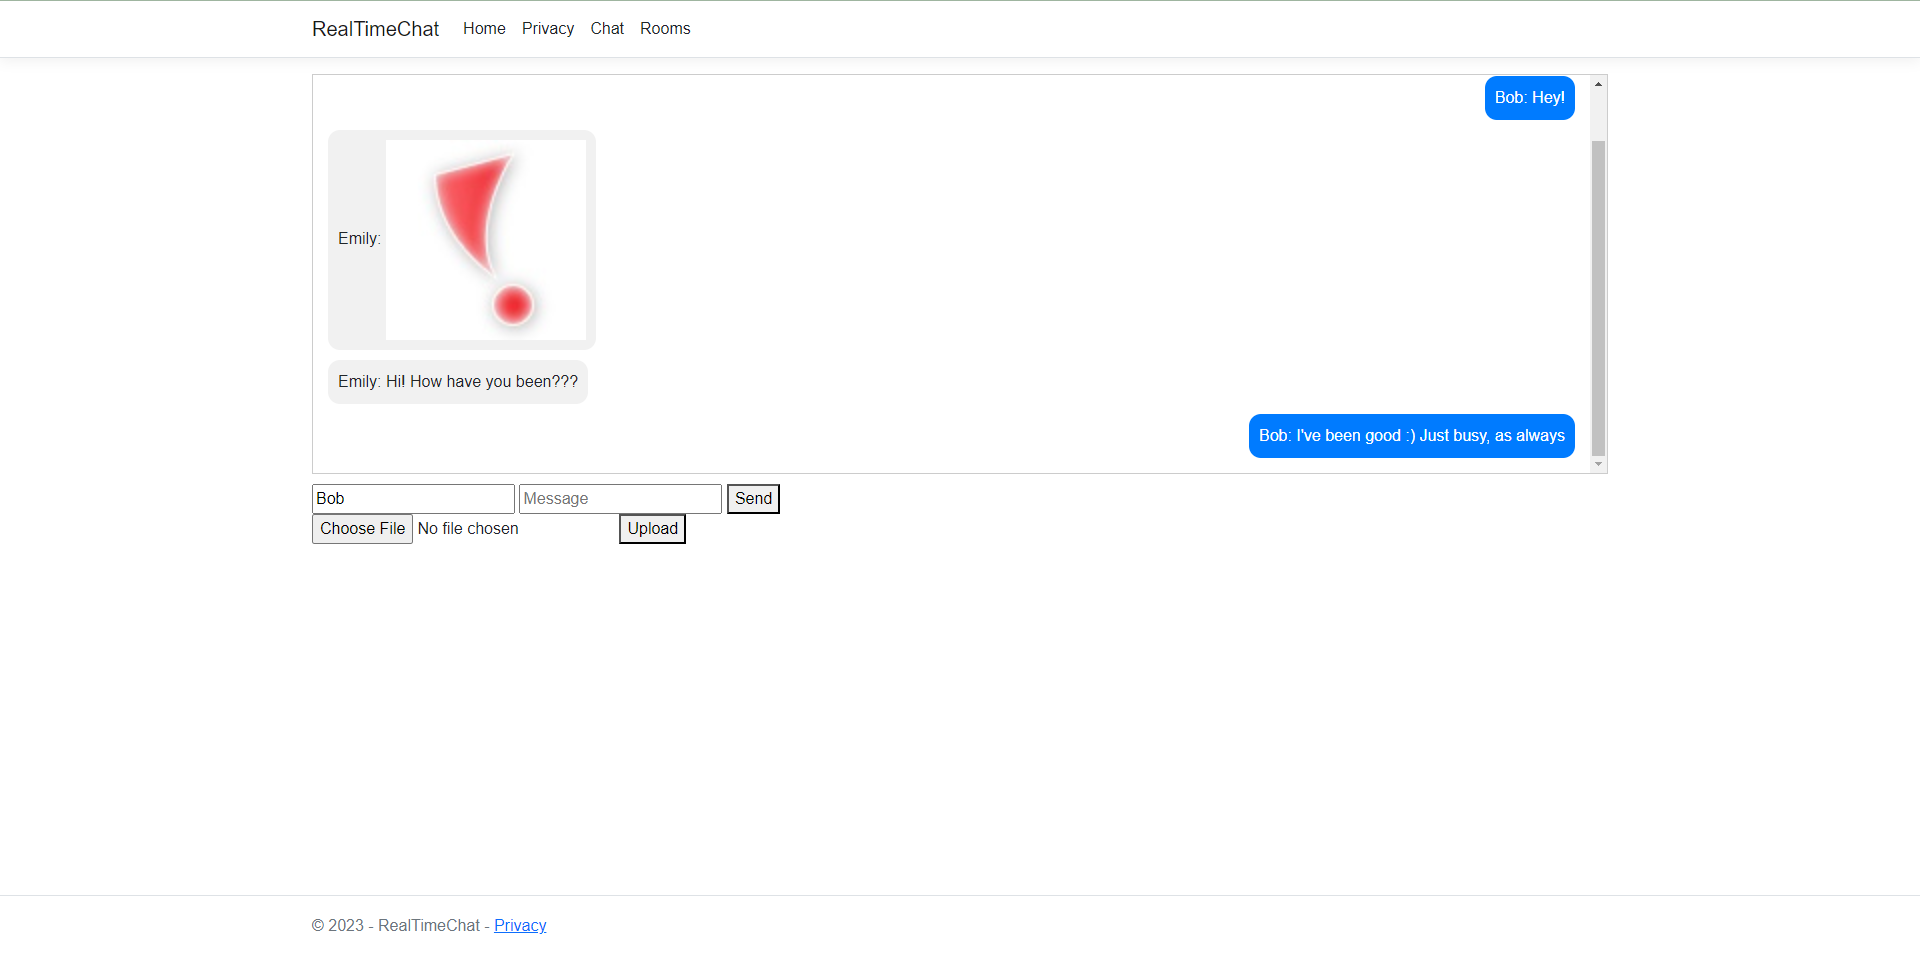 RealTimeChat Home Privacy Chat Rooms
Bob: Hey!
Emily:
Emily: Hi! How have you been???
Bob: I've been good :) Just busy, as always
Bob Message Send
Choose File No file chosen Upload
© 2023 - RealTimeChat - Privacy